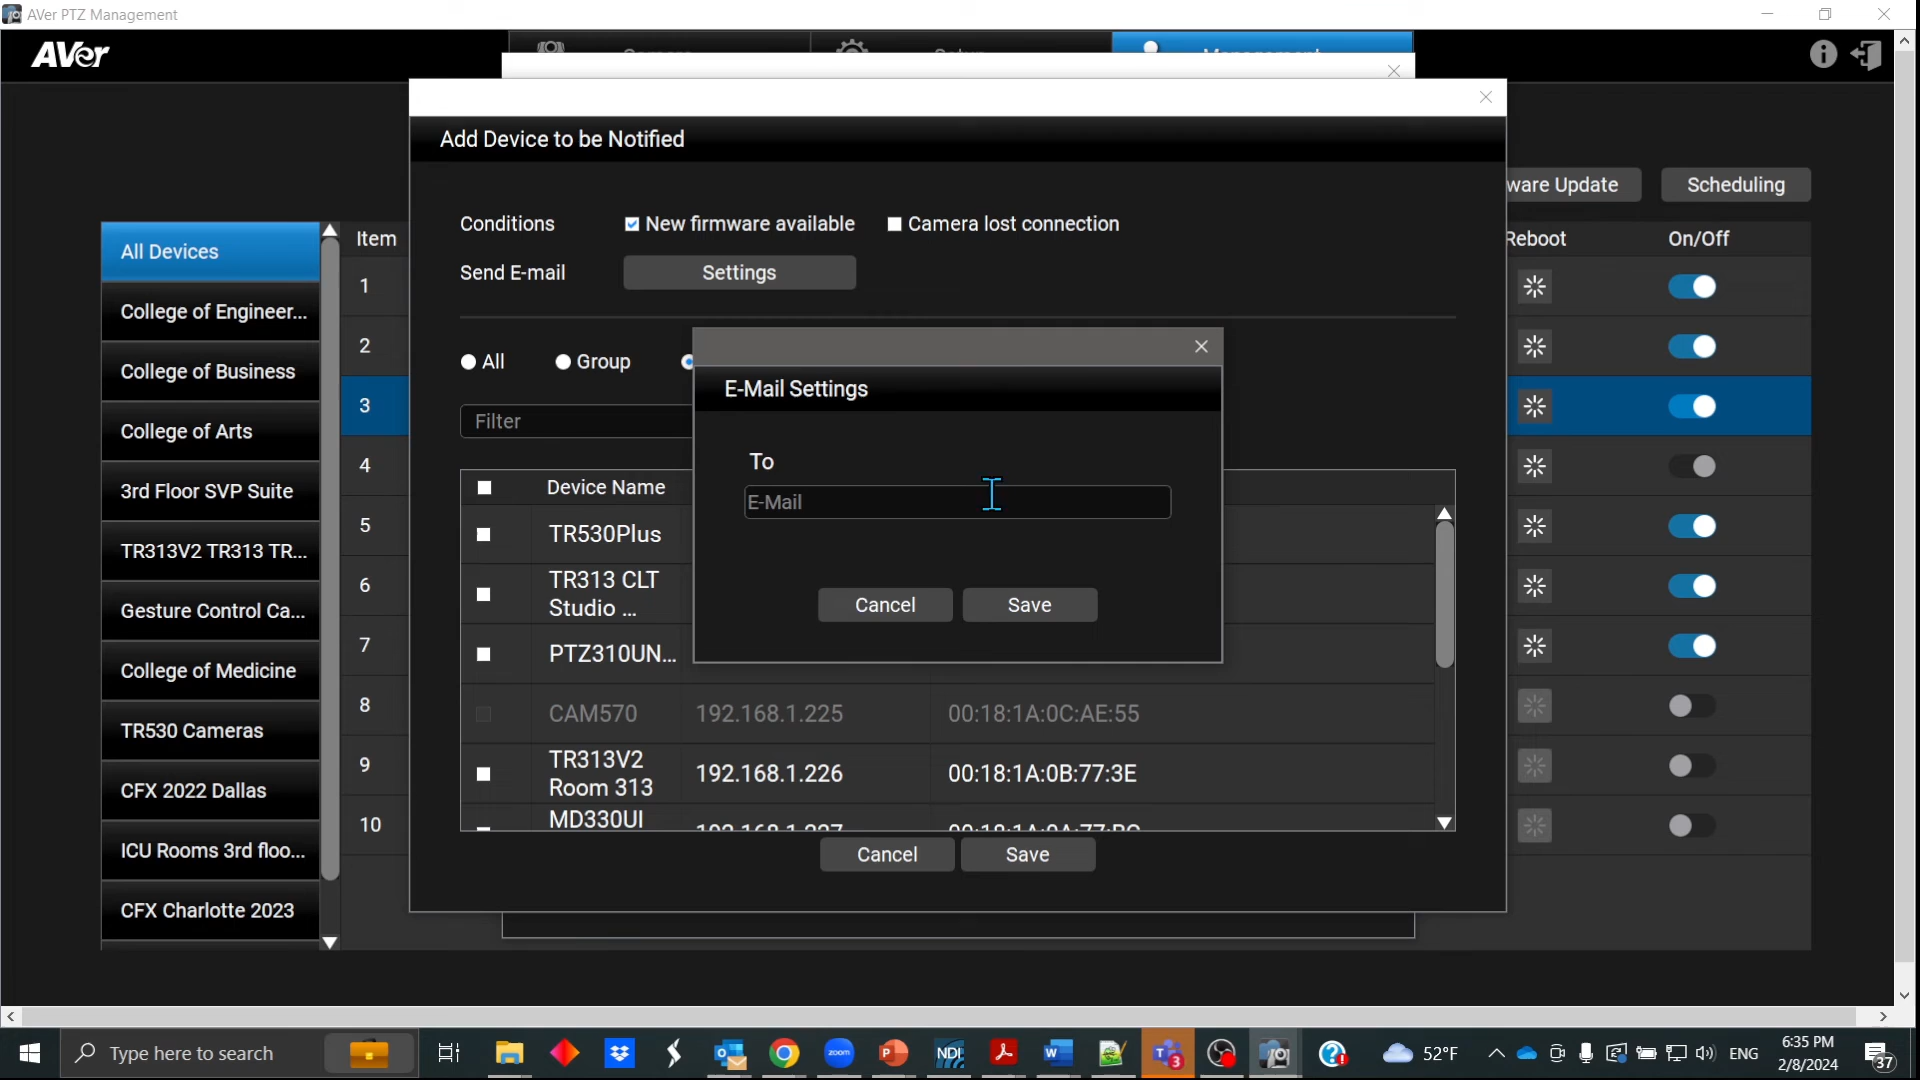 AVer PTZ Management
AVer
Add Device to be Notified
Conditions
New firmware available
Camera lost connection
Send E-mail
Settings
ware Update
Scheduling
All Devices
College of Engineer...
College of Business
College of Arts
3rd Floor SVP Suite
TR313V2 TR313 TR...
Gesture Control Ca...
College of Medicine
TR530 Cameras
CFX 2022 Dallas
ICU Rooms 3rd floo...
CFX Charlotte 2023
Item
1
2
3
4
5
6
7
8
9
10
All
Group
Filter
E-Mail Settings
To
E-Mail
Cancel
Save
Device Name
TR530Plus
TR313 CLT
Studio ...
PTZ310UN...
CAM570 192.168.1.225 00:18:1A:0C:AE:55
TR313V2
Room 313
192.168.1.226 00:18:1A:0B:77:3E
MD330UI
Cancel
Save
Reboot
On/Off
Type here to search
zoom
NDI
3
52°F
ENG
6:35 PM
2/8/2024
37